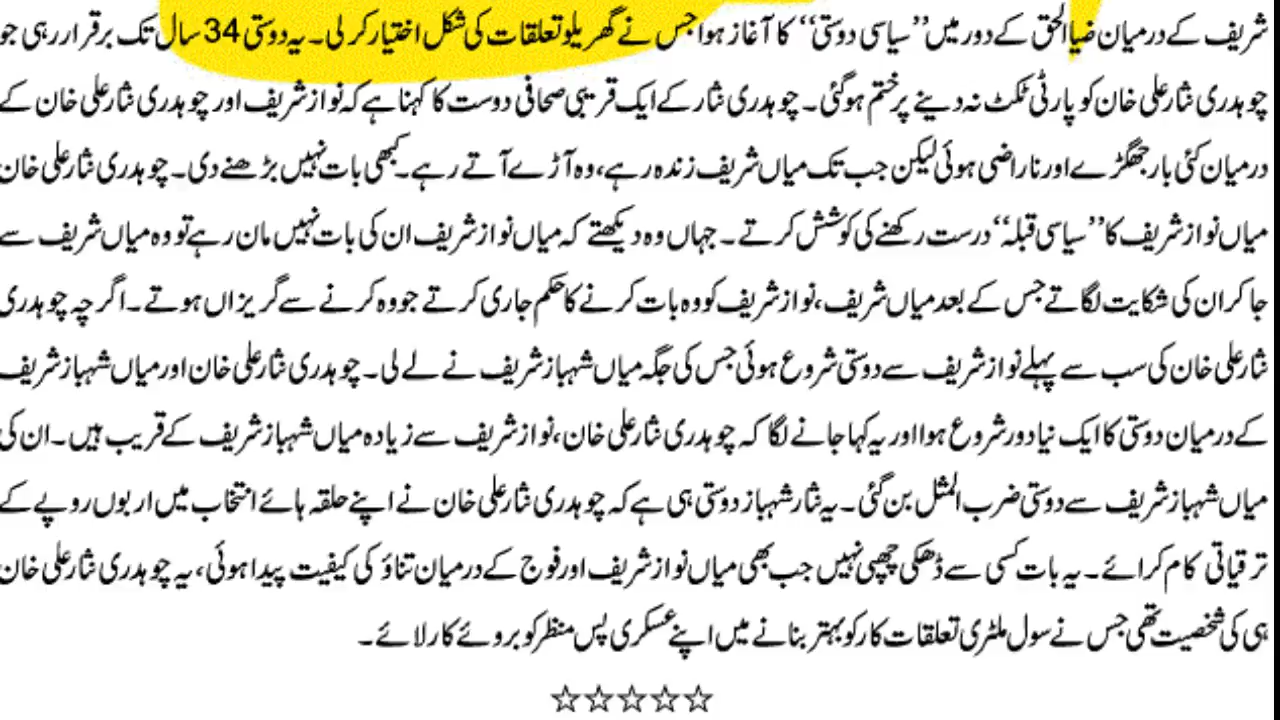 شریف کے درمیان ضیا الحق کے دور میں ’’سیاسی دوستی‘‘ کا آغاز ہوا جس نے گھریلو تعلقات کی شکل اختیار کر لی۔ یہ دوستی 34 سال تک برقرار رہی جو
چوہدری نثار علی خان کو پارٹی ٹکٹ نہ دینے پر ختم ہوگئی۔ چوہدری نثار کے ایک قریبی صحافی دوست کا کہنا ہے کہ نواز شریف اور چوہدری نثار علی خان کے
درمیان کئی بار جھگڑے اور ناراضی ہوئی لیکن جب تک میاں شریف زندہ رہے، وہ آڑے آتے رہے۔ کبھی بات نہیں بڑھنے دی۔ چوہدری نثار علی خان
میاں نواز شریف کا ’’سیاسی قبلہ‘‘ درست رکھنے کی کوشش کرتے۔ جہاں وہ دیکھتے کہ میاں نواز شریف ان کی بات نہیں مان رہے تو وہ میاں شریف سے
جا کر ان کی شکایت لگاتے جس کے بعد میاں شریف، نواز شریف کو وہ بات کرنے کا حکم جاری کرتے جو وہ کرنے سے گریزاں ہوتے۔ اگرچہ چوہدری
نثار علی خان کی سب سے پہلے نواز شریف سے دوستی شروع ہوئی جس کی جگہ میاں شہباز شریف نے لے لی۔ چوہدری نثار علی خان اور میاں شہباز شریف
کے درمیان دوستی کا ایک نیا دور شروع ہوا اور یہ کہا جانے لگا کہ چوہدری نثار علی خان، نواز شریف سے زیادہ میاں شہباز شریف کے قریب ہیں۔ ان کی
میاں شہباز شریف سے دوستی ضرب المثل بن گئی۔ یہ نثار شہباز دوستی ہی ہے کہ چوہدری نثار علی خان نے اپنے حلقہ ہائے انتخاب میں اربوں روپے کے
ترقیاتی کام کرائے۔ یہ بات کسی سے ڈھکی چھپی نہیں جب بھی میاں نواز شریف اور فوج کے درمیان تناؤ کی کیفیت پیدا ہوئی، یہ چوہدری نثار علی خان
ہی کی شخصیت تھی جس نے سول ملٹری تعلقات کار کو بہتر بنانے میں اپنے عسکری پس منظر کو بروئے کار لائے۔
☆☆☆☆☆